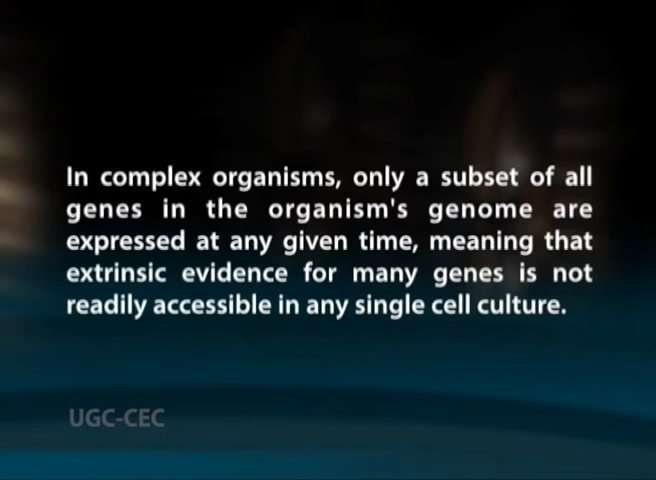 In complex organisms, only a subset of all
genes in the organism's genome are
expressed at any given time, meaning that
extrinsic evidence for many genes is not
readily accessible in any single cell culture.
UGC-CEC